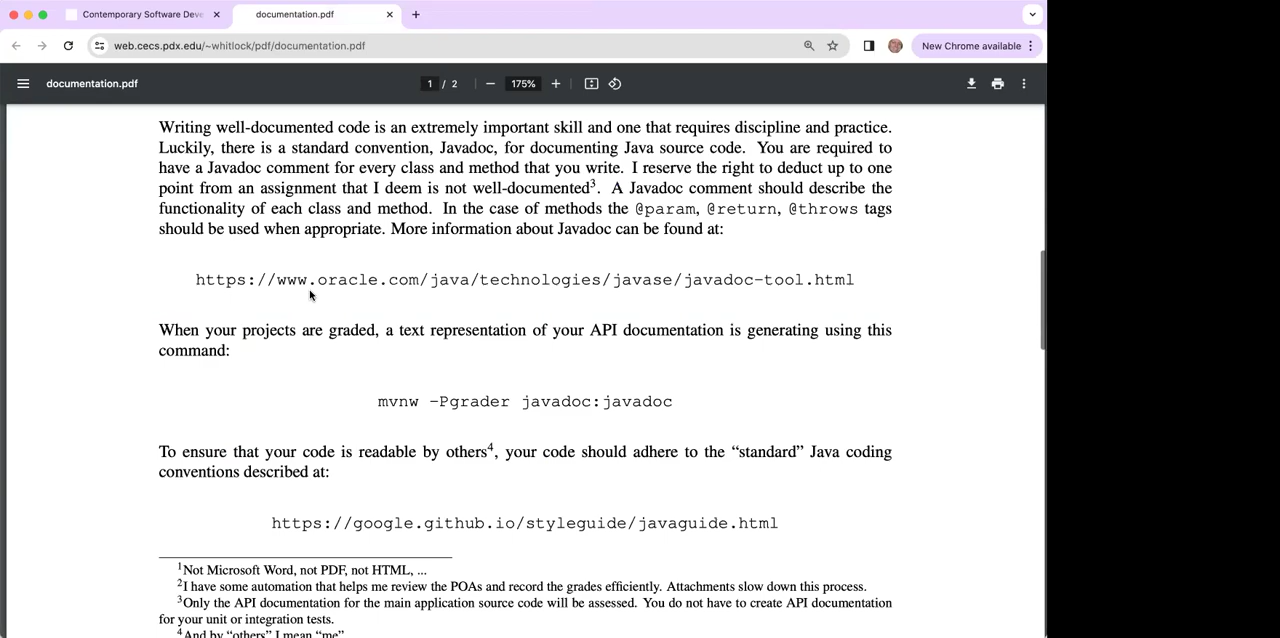 Contemporary Software Deve
documentation.pdf
web.cecs.pdx.edu/~whitlock/pdf/documentation.pdf
New Chrome available
documentation.pdf
1 / 2
175%
Writing well-documented code is an extremely important skill and one that requires discipline and practice.
Luckily, there is a standard convention, Javadoc, for documenting Java source code. You are required to
have a Javadoc comment for every class and method that you write. I reserve the right to deduct up to one
point from an assignment that I deem is not well-documented3. A Javadoc comment should describe the
functionality of each class and method. In the case of methods the @param, @return, @throws tags
should be used when appropriate. More information about Javadoc can be found at:
https://www.oracle.com/java/technologies/javase/javadoc-tool.html
When your projects are graded, a text representation of your API documentation is generating using this
command:
mvnw -Pgrader javadoc:javadoc
To ensure that your code is readable by others4, your code should adhere to the “standard” Java coding
conventions described at:
https://google.github.io/styleguide/javaguide.html
1Not Microsoft Word, not PDF, not HTML, ...
2I have some automation that helps me review the POAs and record the grades efficiently. Attachments slow down this process.
3Only the API documentation for the main application source code will be assessed. You do not have to create API documentation
for your unit or integration tests.
4And by “others” I mean “me”